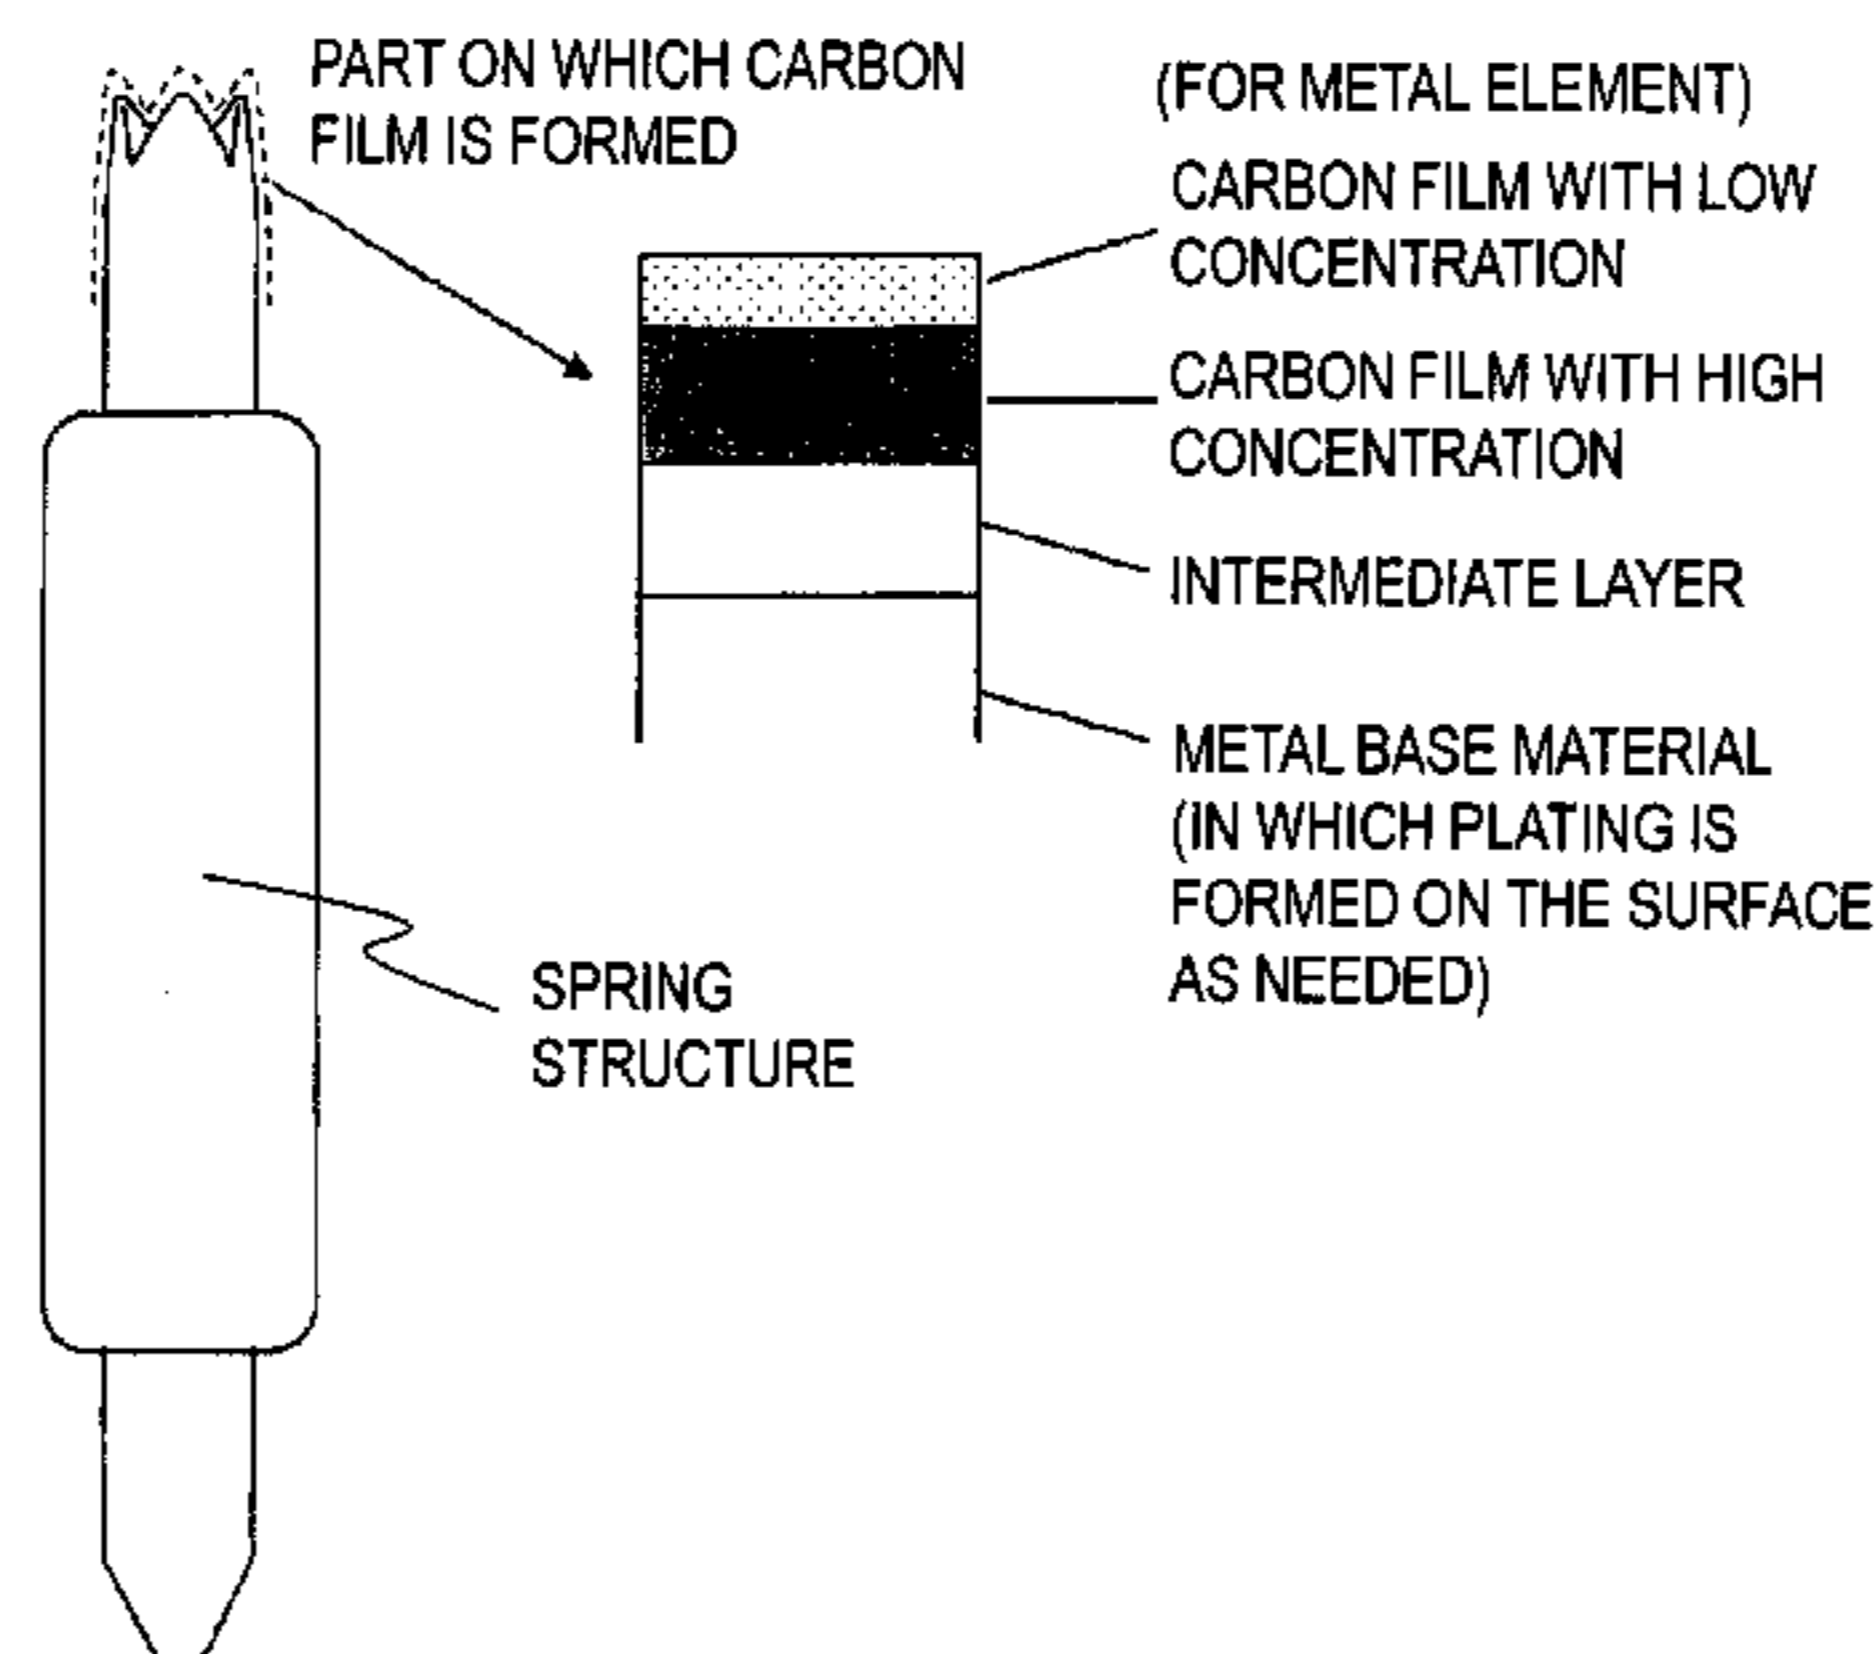 PART ON WHICH CARBON
FILM IS FORMED
(FOR METAL ELEMENT)
CARBON FILM WITH LOW
CONCENTRATION
CARBON FILM WITH HIGH
CONCENTRATION
INTERMEDIATE LAYER
METAL BASE MATERIAL
(IN WHICH PLATING IS
FORMED ON THE SURFACE
AS NEEDED)
SPRING
STRUCTURE